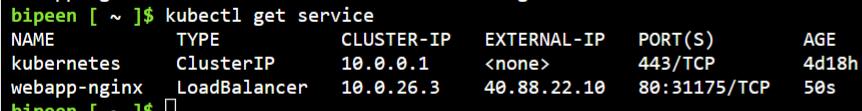 bipeen [ ~ ]$ kubectl get service
NAME TYPE CLUSTER-IP EXTERNAL-IP PORT(S) AGE
kubernetes ClusterIP 10.0.0.1 <none> 443/TCP 4d18h
webapp-nginx LoadBalancer 10.0.26.3 40.88.22.10 80:31175/TCP 50s
bipeen [ ~ ]$